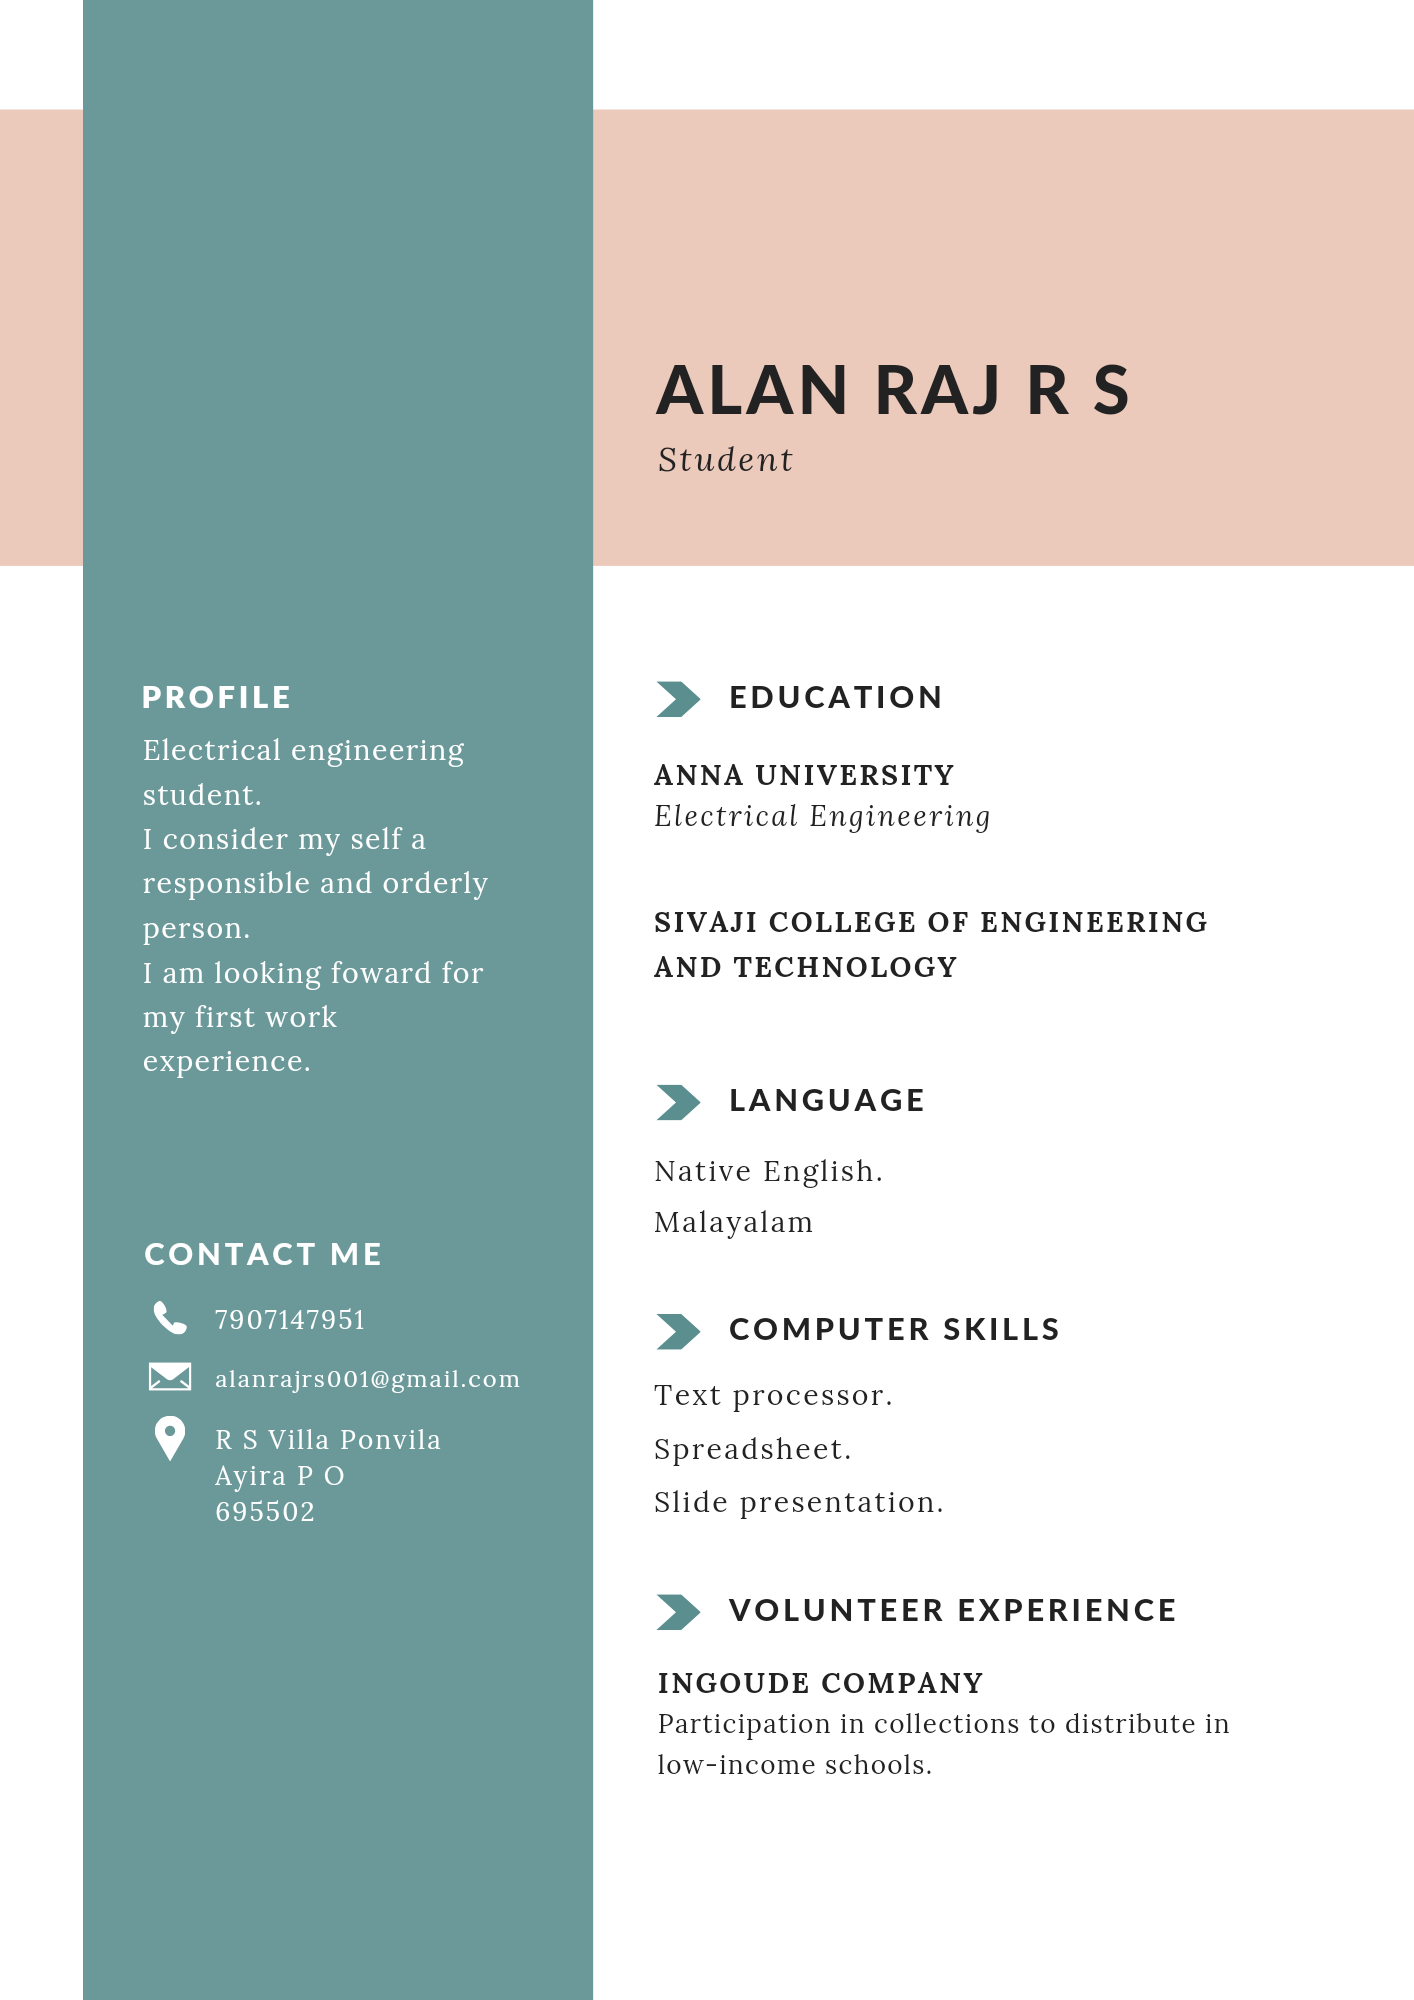 ALAN RAJ R S
Student
PROFILE
Electrical engineering
student.
I consider my self a
responsible and orderly
person.
I am looking foward for
my first work
experience.
CONTACT ME
7907147951
alanrajrs001@gmail.com
R S Villa Ponvila
Ayira P O
695502
EDUCATION
ANNA UNIVERSITY
Electrical Engineering
SIVAJI COLLEGE OF ENGINEERING
AND TECHNOLOGY
LANGUAGE
Native English.
Malayalam
COMPUTER SKILLS
Text processor.
Spreadsheet.
Slide presentation.
VOLUNTEER EXPERIENCE
INGOUDE COMPANY
Participation in collections to distribute in
low-income schools.